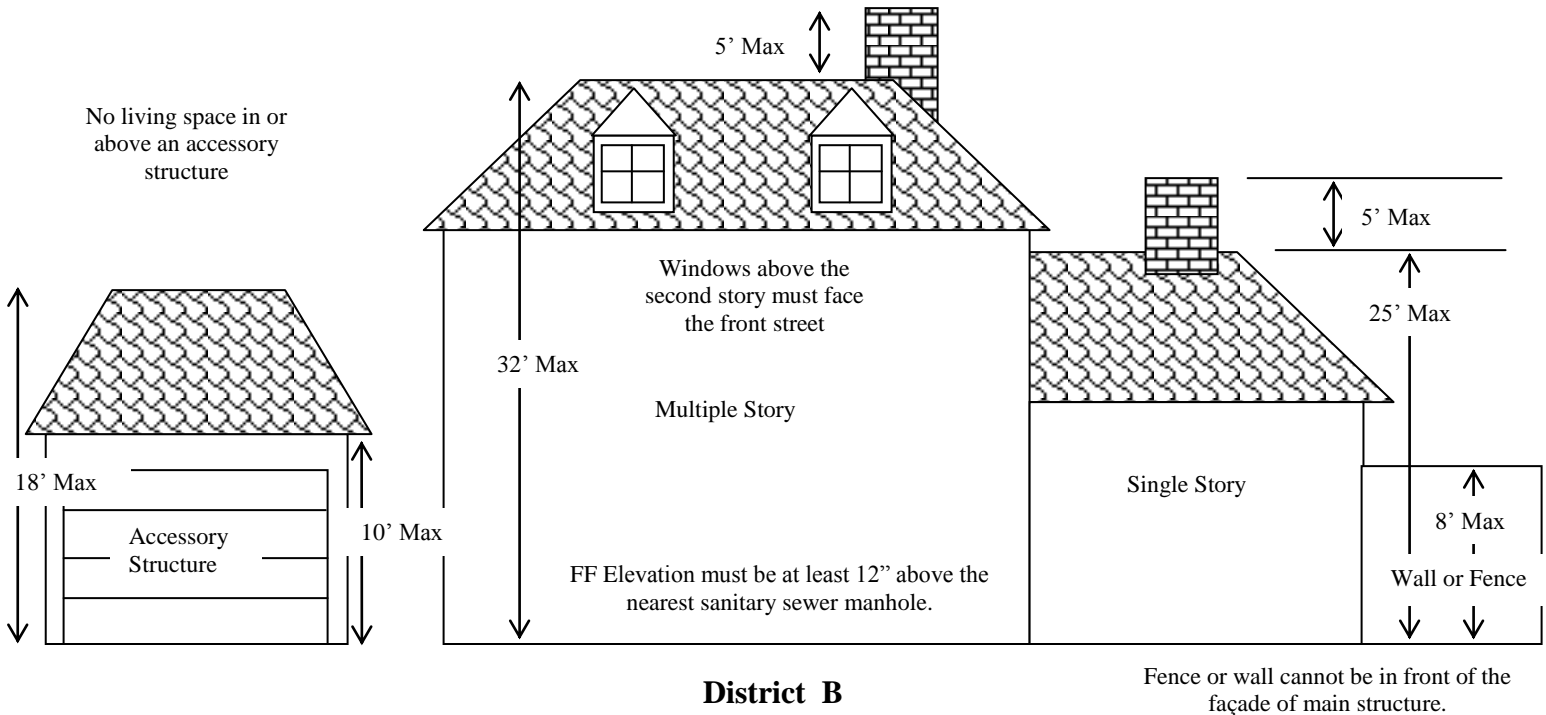 5’ Max
No living space in or
above an accessory
structure
5’ Max
Windows above the
second story must face
the front street
25’ Max
32’ Max
Multiple Story
18’ Max
Single Story
8’ Max
10’ Max
Accessory
Structure
FF Elevation must be at least 12” above the
nearest sanitary sewer manhole.
Wall or Fence
District B
Fence or wall cannot be in front of the
façade of main structure.